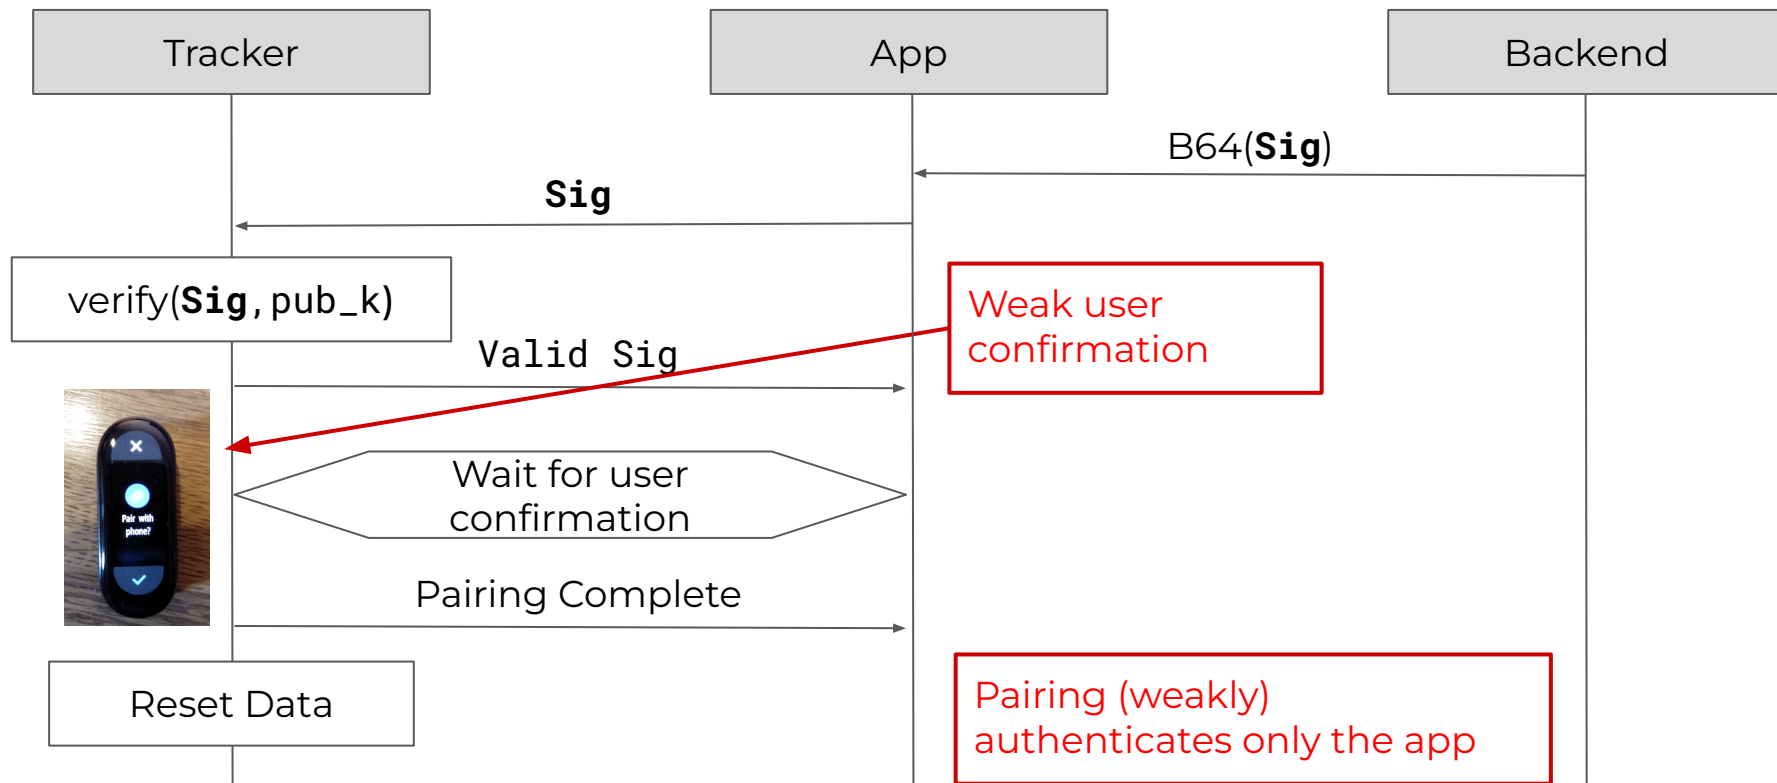 Tracker
App
Backend
B64(Sig)
Sig
verify(Sig,pub_k)
Weak user
confirmation
Valid Sig
Pair with
phone?
Wait for user
confirmation
Pairing Complete
Reset Data
Pairing (weakly)
authenticates only the app